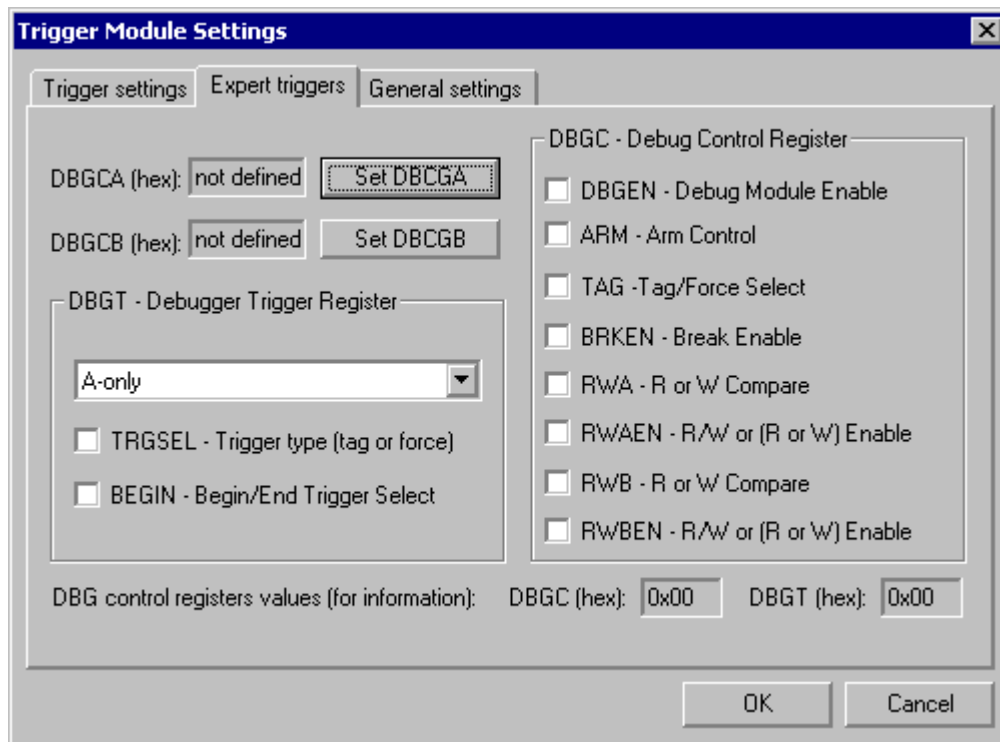 Trigger Module Settings
Trigger settings
Expert triggers
General settings
DBGCA (hex): not defined Set DBCGA
DBGCB (hex): not defined Set DBCGB
DBGT - Debugger Trigger Register
A-only
TRGSEL - Trigger type (tag or force)
BEGIN - Begin/End Trigger Select
DBGC - Debug Control Register
DBGEN - Debug Module Enable
ARM - Arm Control
TAG -Tag/Force Select
BRKEN - Break Enable
RWA - R or W Compare
RWAEN - R/W or (R or W) Enable
RWB - R or W Compare
RWBEN - R/W or (R or W) Enable
DBG control registers values (for information): DBGC (hex): 0x00 DBGT (hex): 0x00
OK
Cancel